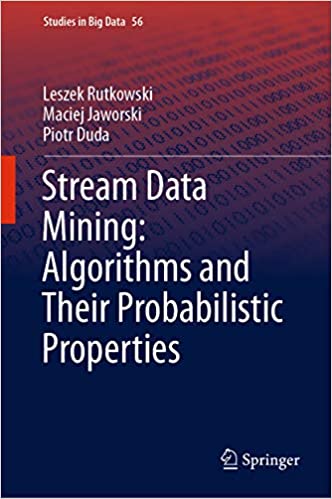 Studies in Big Data 56
Leszek Rutkowski
Maciej Jaworski
Piotr Duda
Stream Data
Mining:
Algorithms and
Their Probabilistic
Properties
Springer